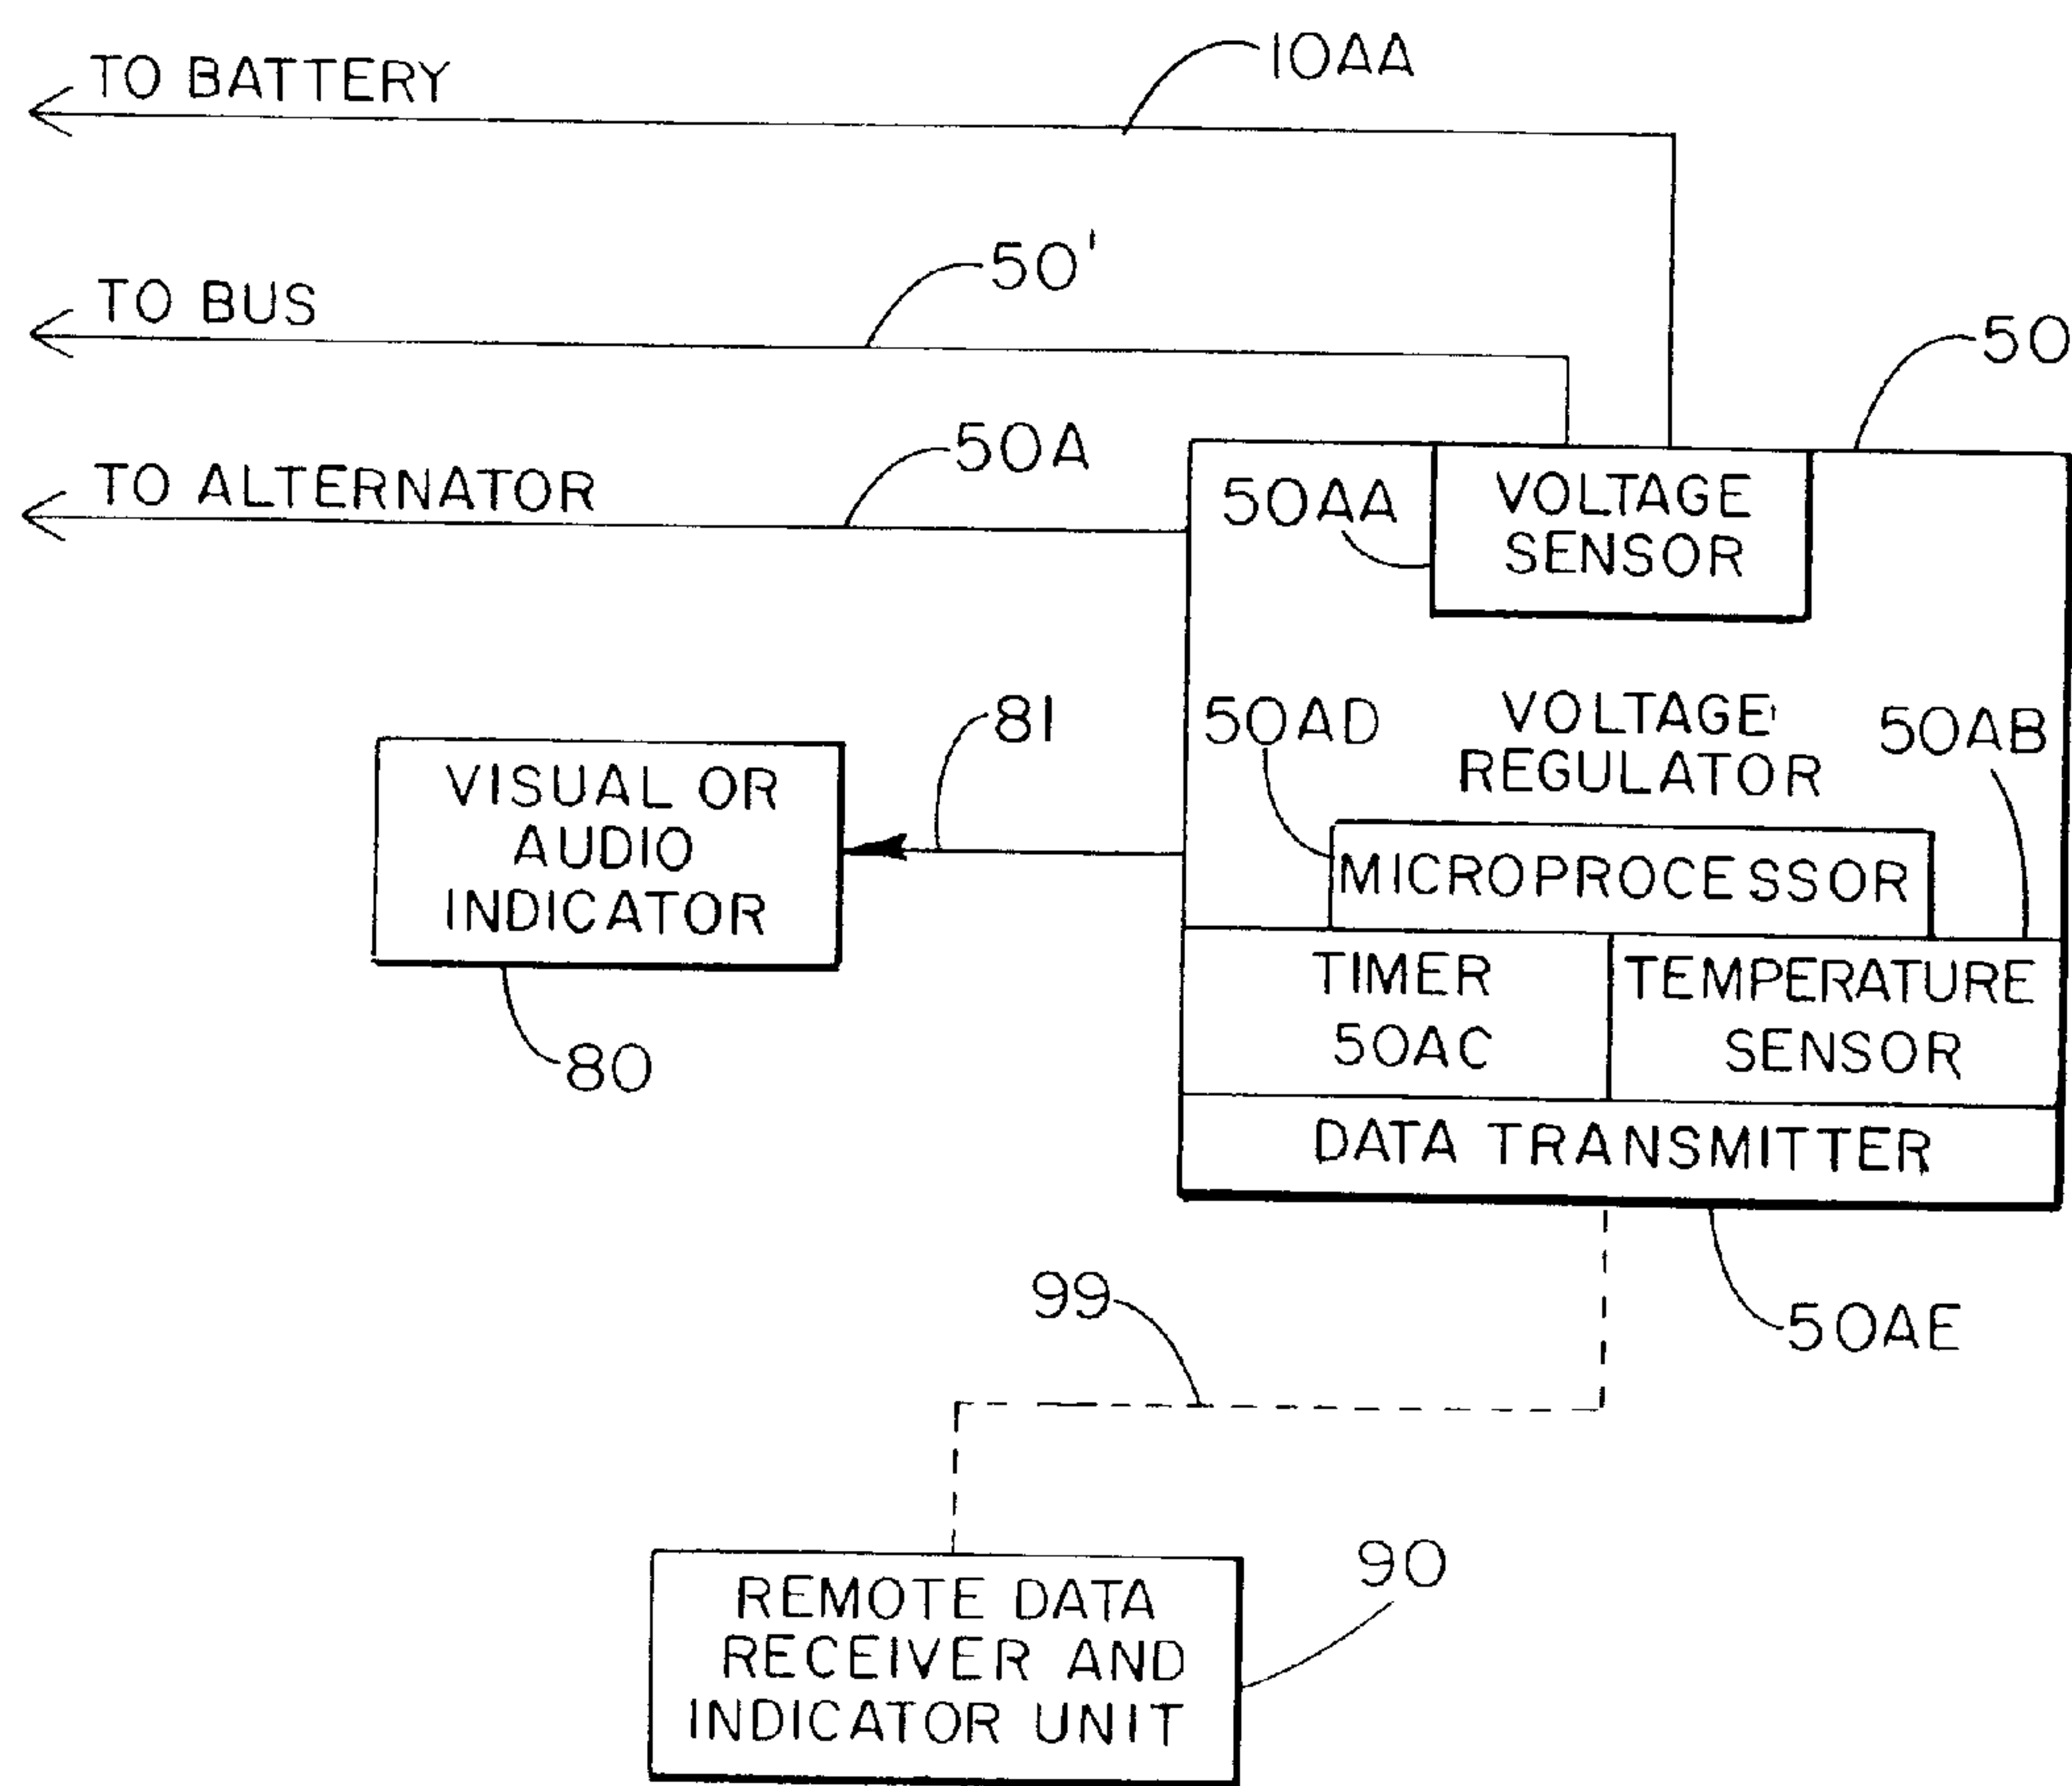 TO BATTERY
10AA
TO BUS
50'
50
TO ALTERNATOR
50A
50AA
VOLTAGE
SENSOR
50AD
VOLTAGE
REGULATOR
50AB
81
VISUAL OR
AUDIO
INDICATOR
80
MICROPROCESSOR
TIMER
50AC
TEMPERATURE
SENSOR
DATA TRANSMITTER
99
50AE
90
REMOTE DATA
RECEIVER AND
INDICATOR UNIT